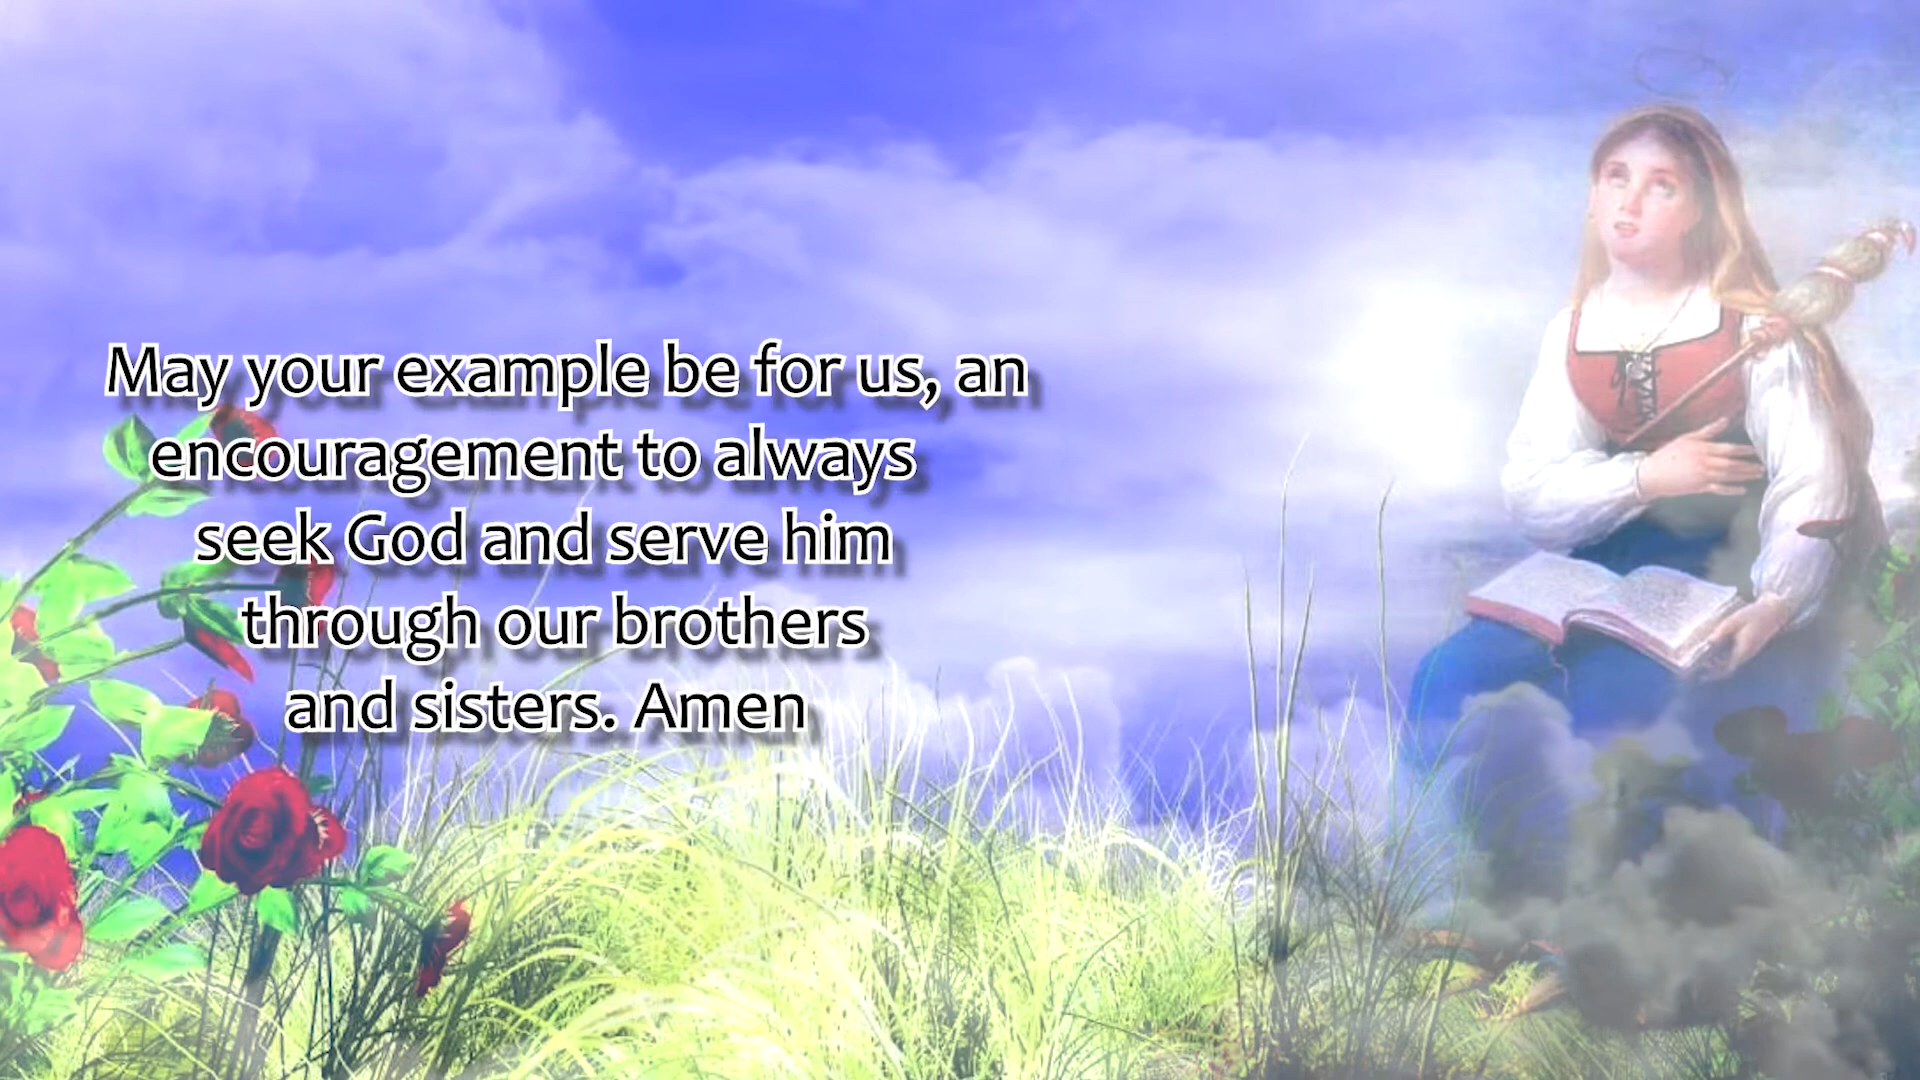 May your example be for us, an
encouragement to always
seek God and serve him
through our brothers
and sisters. Amen